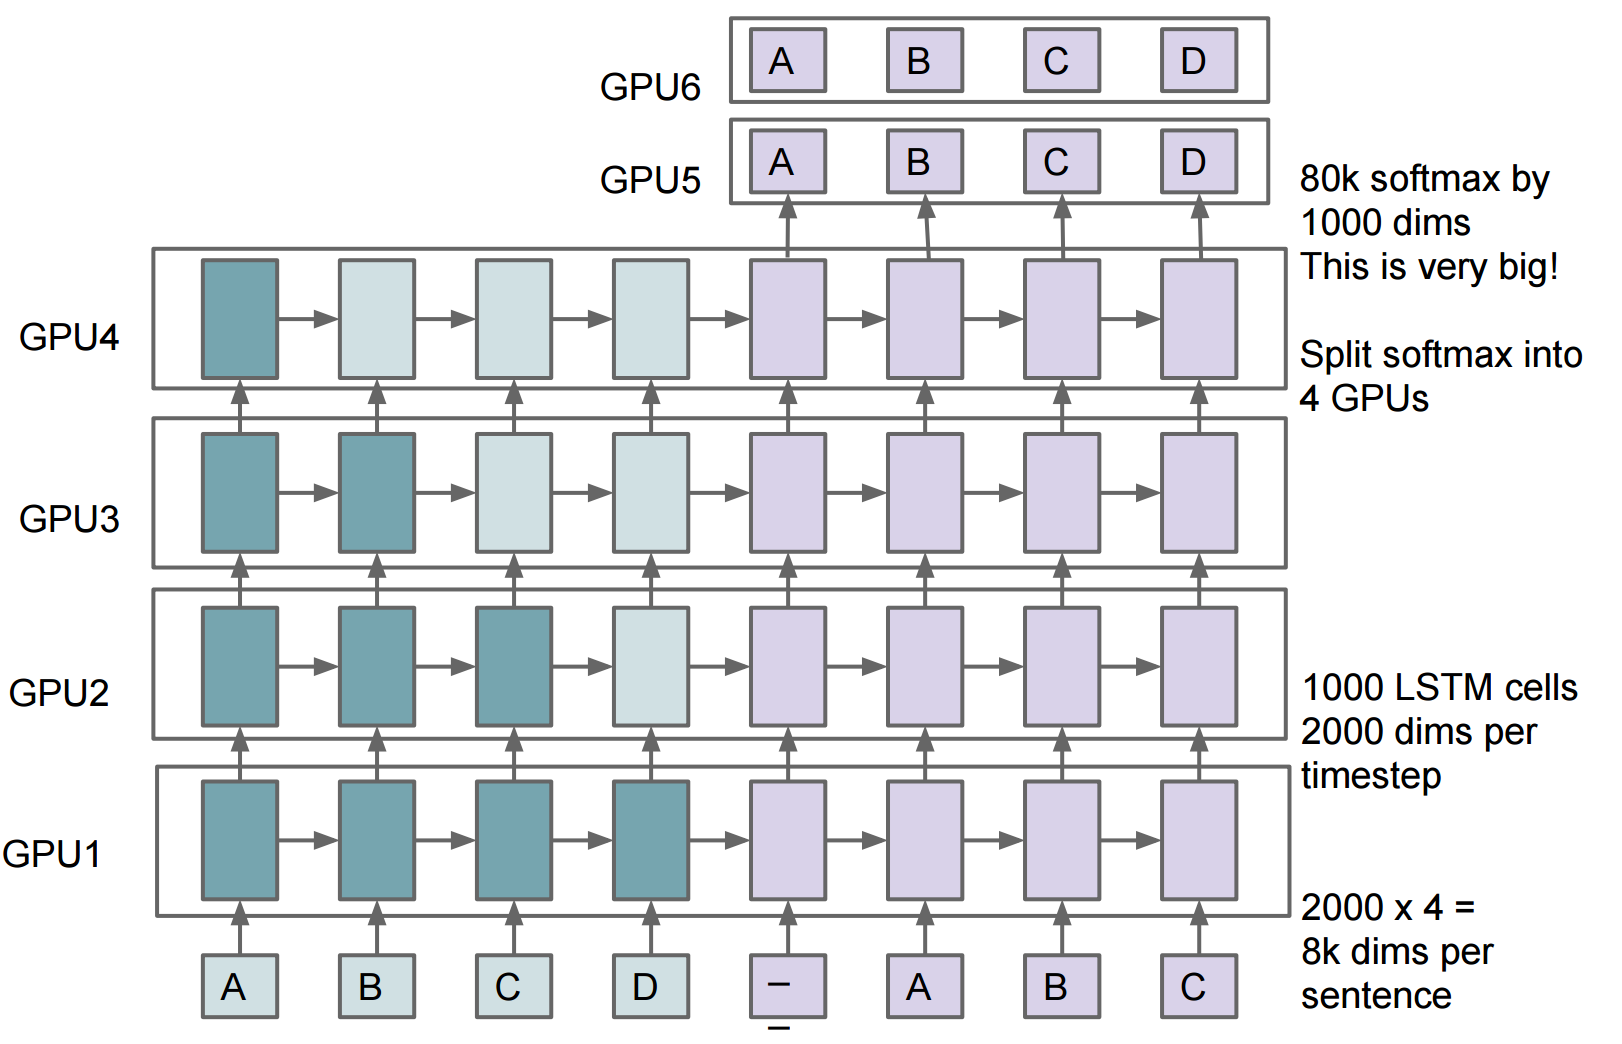 GPU6
A B C D
GPU5
A B C D
80k softmax by
1000 dims
This is very big!
Split softmax into
4 GPUs
GPU4
GPU3
GPU2
1000 LSTM cells
2000 dims per
timestep
GPU1
2000 x 4 =
8k dims per
sentence
A B C D _ A B C
_